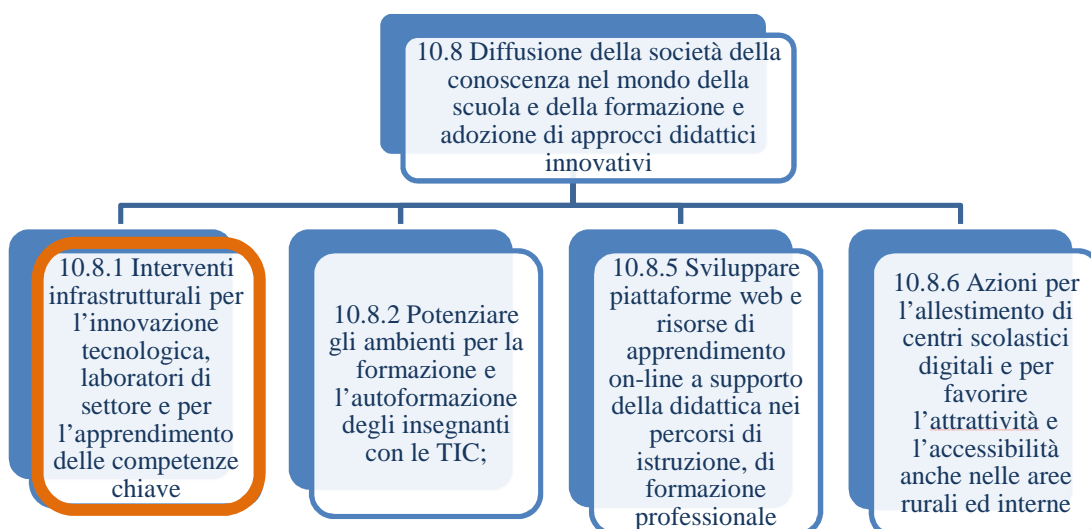 10.8 Diffusione della società della
conoscenza nel mondo della
scuola e della formazione e
adozione di approcci didattici
innovativi
10.8.1 Interventi
infrastrutturali per
l’innovazione
tecnologica,
laboratori di
settore e per
l’apprendimento
delle competenze
chiave
10.8.2 Potenziare
gli ambienti per la
formazione e
l’autoformazione
degli insegnanti
con le TIC;
10.8.5 Sviluppare
piattaforme web e
risorse di
apprendimento
on-line a supporto
della didattica nei
percorsi di
istruzione, di
formazione
professionale
10.8.6 Azioni per
l’allestimento di
centri scolastici
digitali e per
favorire
l’attrattività e
l’accessibilità
anche nelle aree
rurali ed interne